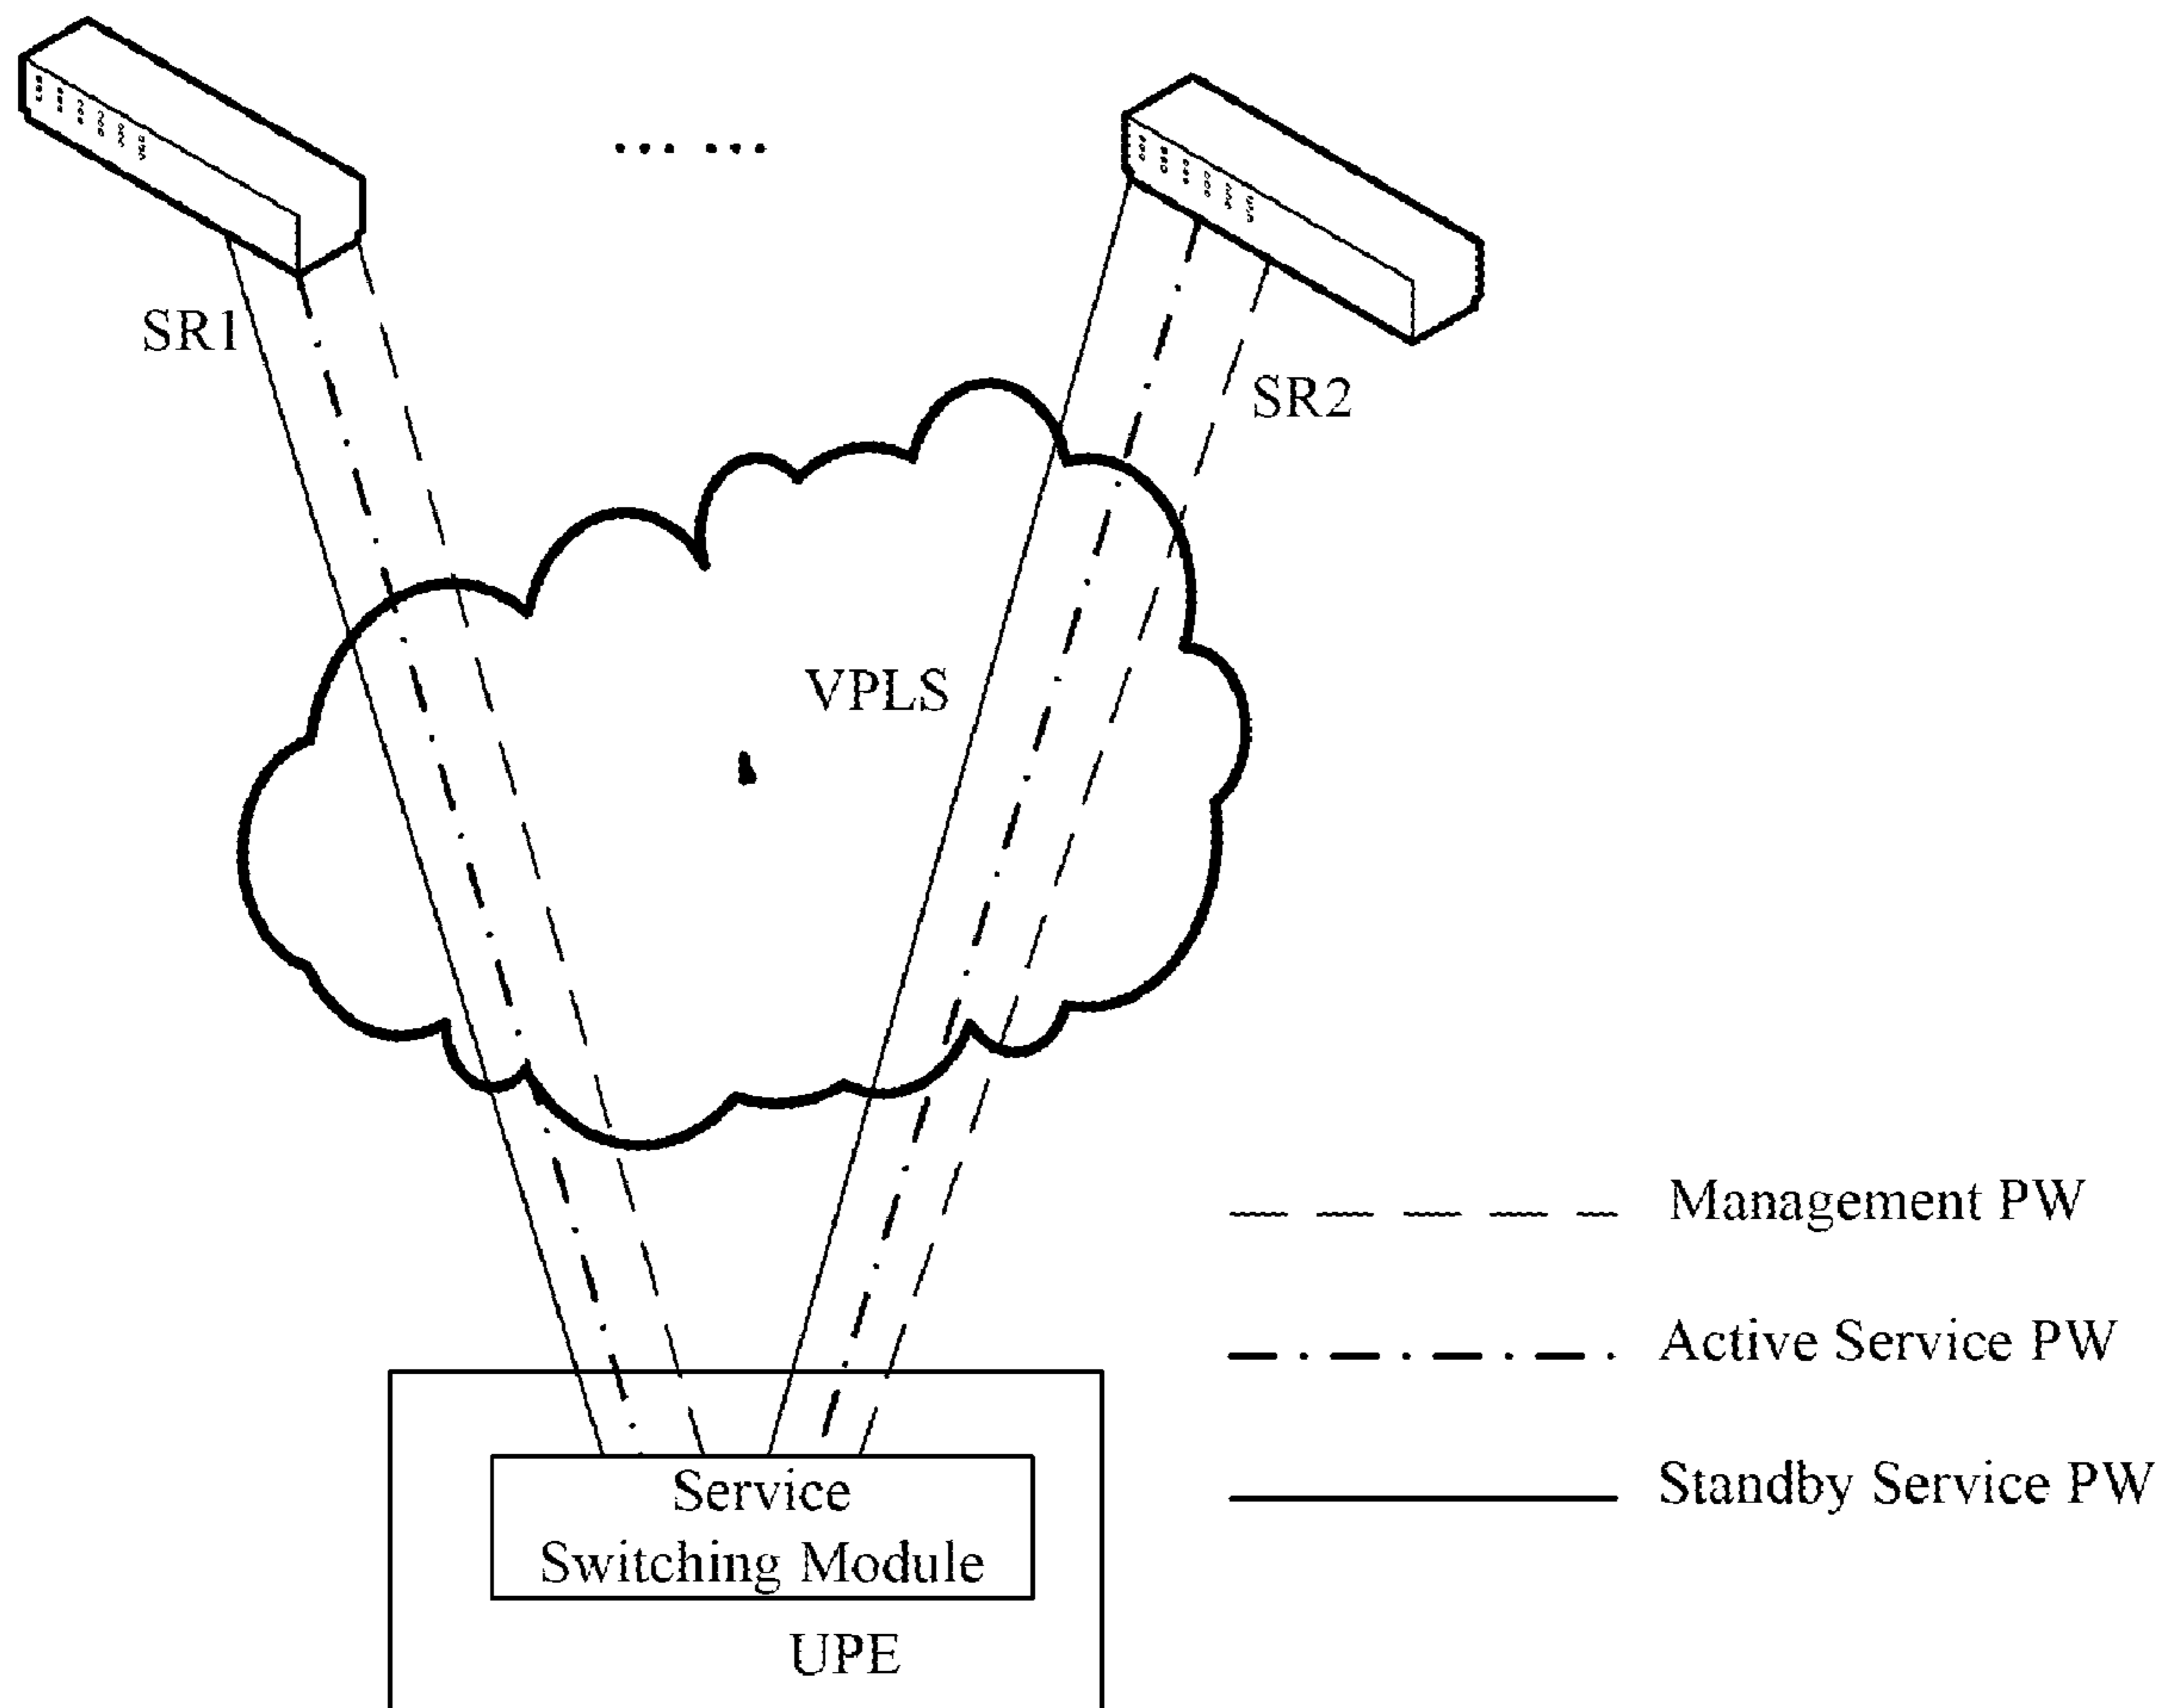 SR1
SR2
VPLS
Management PW
Active Service PW
Standby Service PW
Service
Switching Module
UPE